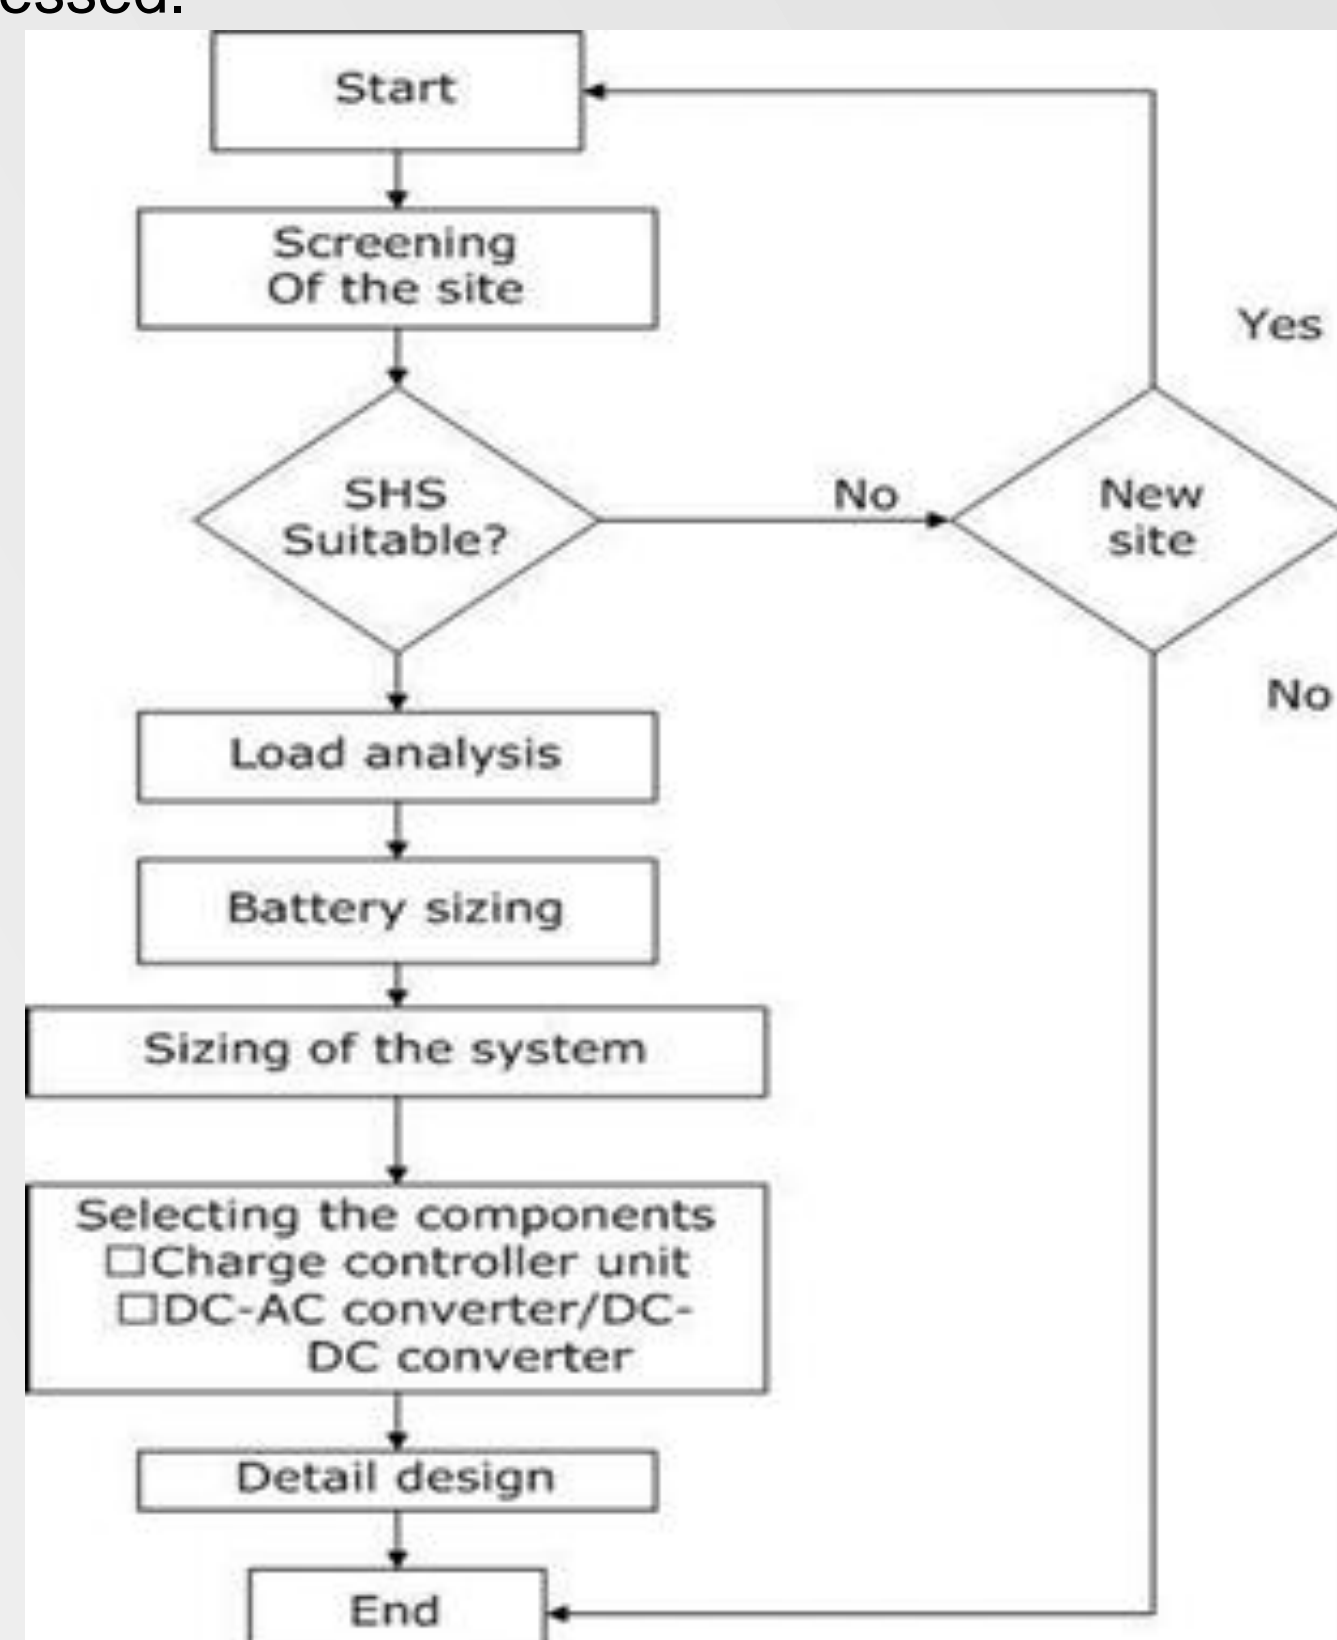 essed.
Start
Screening
Of the site
Yes
SHS
Suitable?
No
New
site
No
Load analysis
Battery sizing
Sizing of the system
Selecting the components
☐Charge controller unit
☐DC-AC converter/DC-
DC converter
Detail design
End